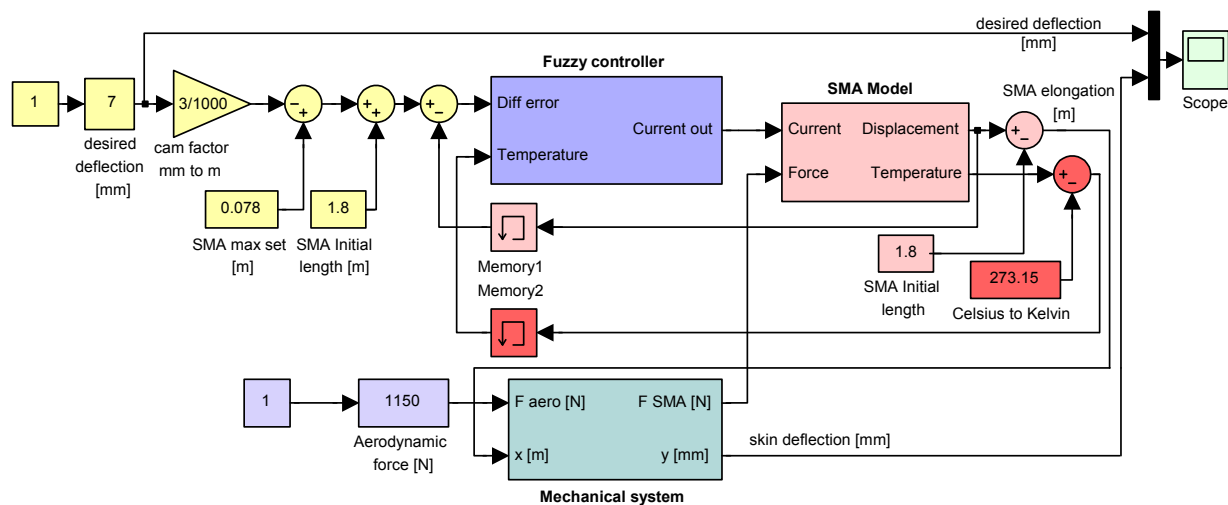 desired deflection
[mm]
Fuzzy controller
1
7
3/1000
desired
deflection
[mm]
cam factor
mm to m
Diff error
Current out
Temperature
SMA Model
Current
Displacement
Force
Temperature
SMA elongation
[m]
Scope
0.078
SMA max set
[m]
1.8
SMA Initial
length [m]
Memory1
Memory2
1.8
SMA Initial
length
273.15
Celsius to Kelvin
1
1150
Aerodynamic
force [N]
F aero [N]
F SMA [N]
x [m]
y [mm]
Mechanical system
skin deflection [mm]